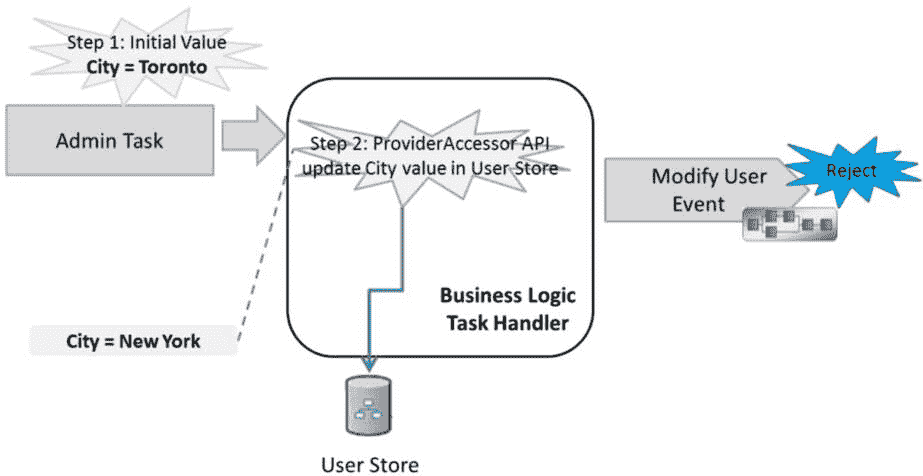 Step 1: Initial Value
City = Toronto
Admin Task
Step 2: ProviderAccessor API
update City value in User Store
Modify User
Event
Reject
Business Logic
Task Handler
City = New York
User Store